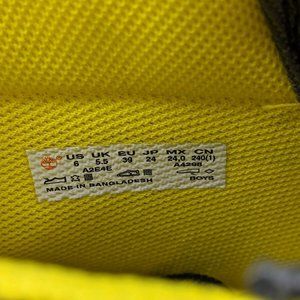 US UK EU JP MX CN
6 5.5 39 24 24.0 240(1)
A2E4E A4298
MADE IN BANGLADESH BOYS